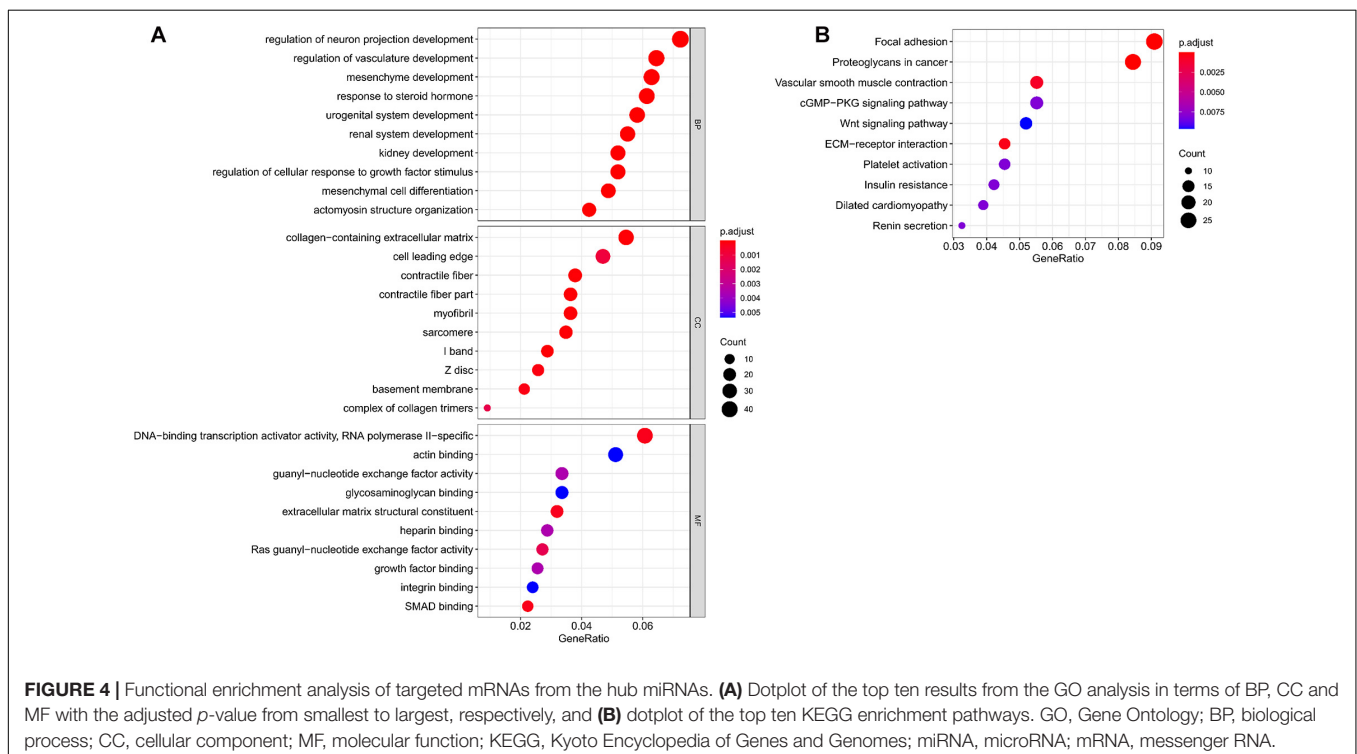 A
regulation of neuron projection development
regulation of vasculature development
mesenchyme development
response to steroid hormone
urogenital system development
renal system development
kidney development
regulation of cellular response to growth factor stimulus
mesenchymal cell differentiation
actomyosin structure organization
BP
collagen−containing extracellular matrix
cell leading edge
contractile fiber
contractile fiber part
myofibril
sarcomere
I band
Z disc
basement membrane
complex of collagen trimers
CC
DNA−binding transcription activator activity, RNA polymerase II−specific
actin binding
guanyl−nucleotide exchange factor activity
glycosaminoglycan binding
extracellular matrix structural constituent
heparin binding
Ras guanyl−nucleotide exchange factor activity
growth factor binding
integrin binding
SMAD binding
MF
0.02 0.04 0.06
GeneRatio
p.adjust
0.001
0.002
0.003
0.004
0.005
Count
10
20
30
40
B
Focal adhesion
Proteoglycans in cancer
Vascular smooth muscle contraction
cGMP−PKG signaling pathway
Wnt signaling pathway
ECM−receptor interaction
Platelet activation
Insulin resistance
Dilated cardiomyopathy
Renin secretion
0.03 0.04 0.05 0.06 0.07 0.08 0.09
GeneRatio
p.adjust
0.0025
0.0050
0.0075
Count
10
15
20
25
FIGURE 4 | Functional enrichment analysis of targeted mRNAs from the hub miRNAs. (A) Dotplot of the top ten results from the GO analysis in terms of BP, CC and
MF with the adjusted p-value from smallest to largest, respectively, and (B) dotplot of the top ten KEGG enrichment pathways. GO, Gene Ontology; BP, biological
process; CC, cellular component; MF, molecular function; KEGG, Kyoto Encyclopedia of Genes and Genomes; miRNA, microRNA; mRNA, messenger RNA.